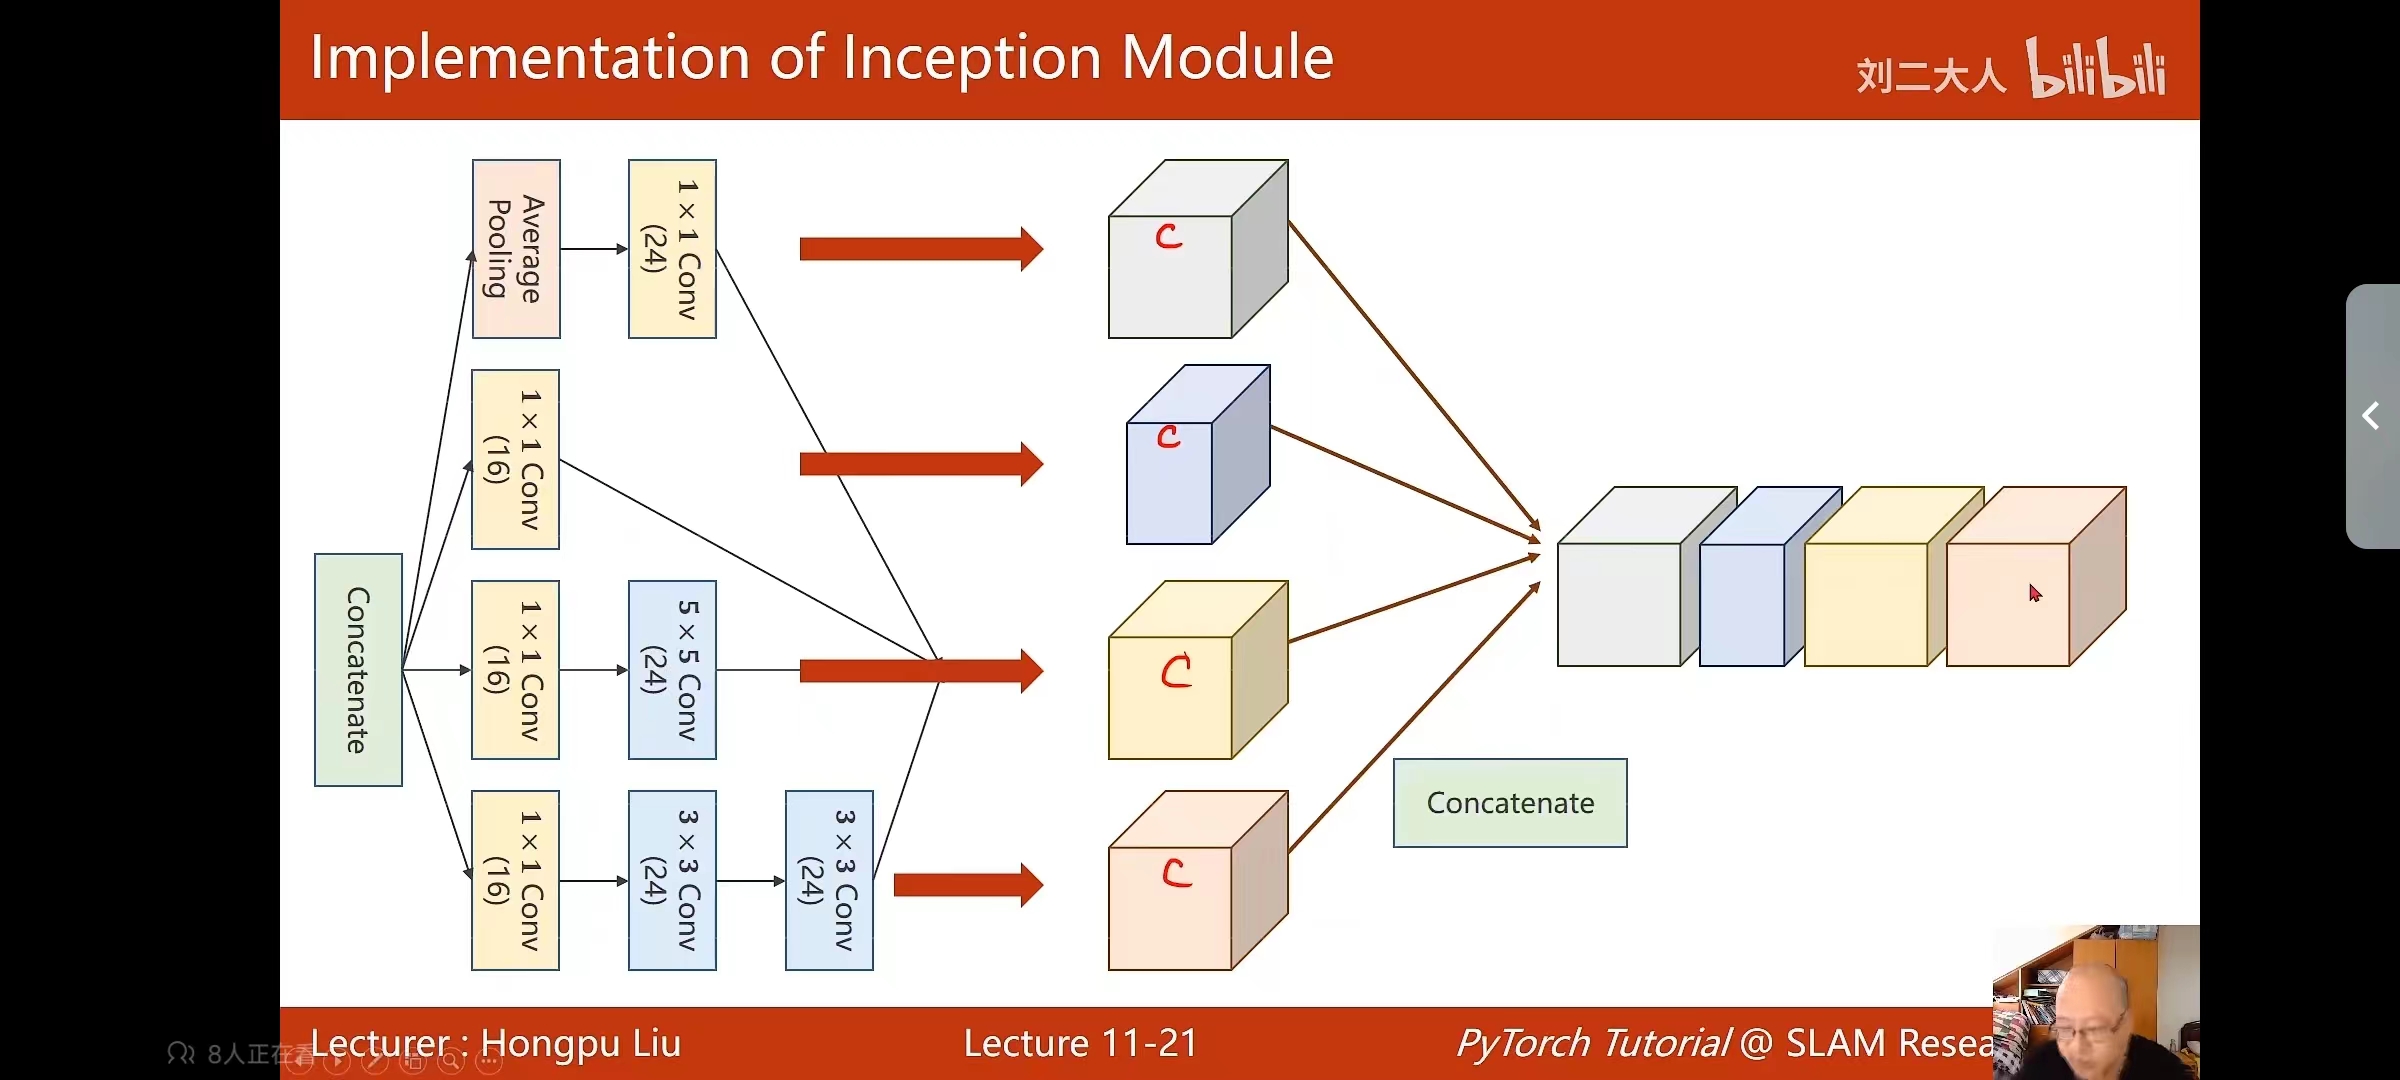 Implementation of Inception Module
刘二大人 bilibili
Average
Pooling
1×1 Conv
(24)
C
1×1 Conv
(16)
C
Concatenate
1×1 Conv
(16)
5×5 Conv
(24)
C
1×1 Conv
(16)
3×3 Conv
(24)
3×3 Conv
(24)
C
Concatenate
Lecturer : Hongpu Liu
Lecture 11-21
PyTorch Tutorial @ SLAM Resea
8人正在看